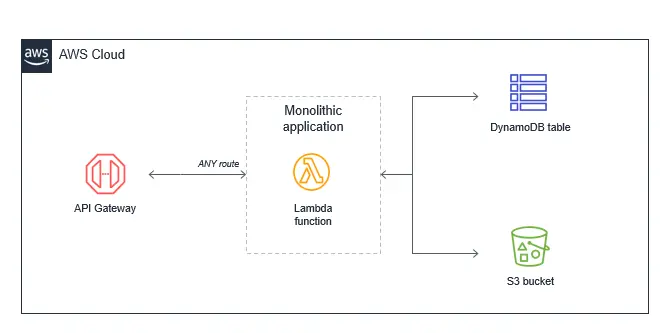 aws
AWS Cloud
Monolithic
application
DynamoDB table
ANY route
API Gateway
Lambda
function
S3 bucket